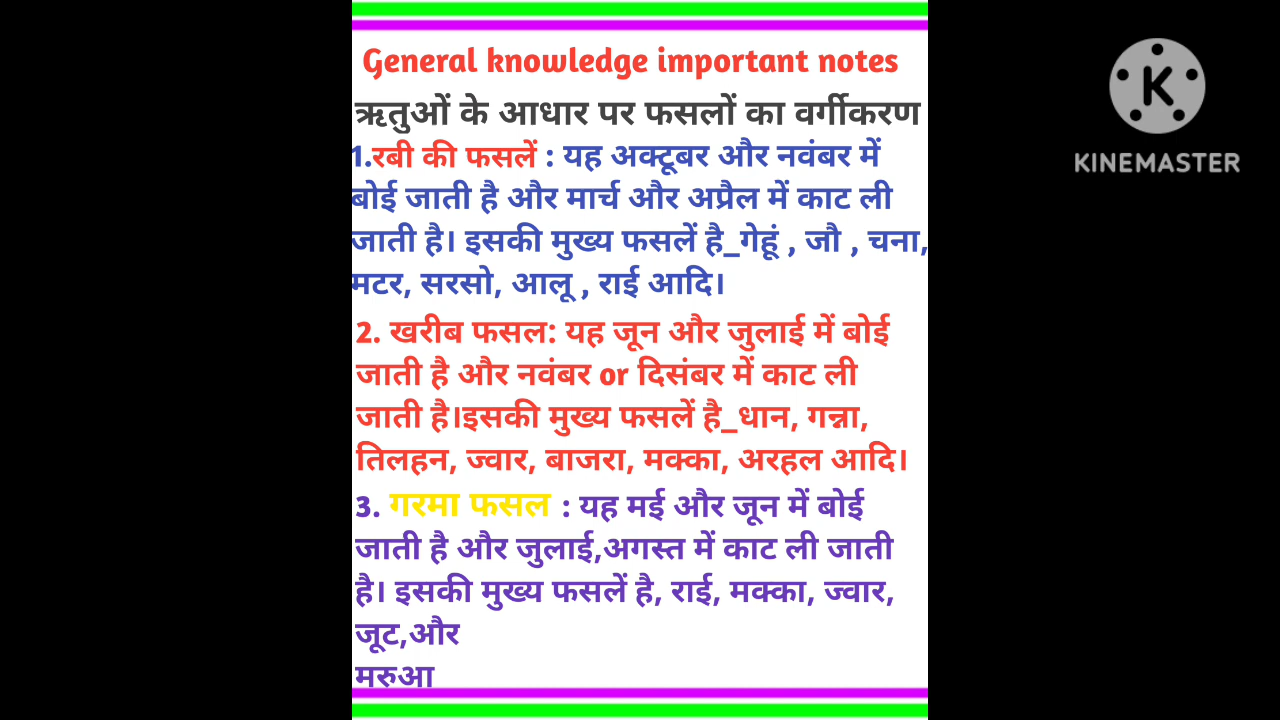 General knowledge important notes
ऋतुओं के आधार पर फसलों का वर्गीकरण
1.रबी की फसलें : यह अक्टूबर और नवंबर में
बोई जाती है और मार्च और अप्रैल में काट ली
जाती है। इसकी मुख्य फसलें है_गेहूं , जौ , चना,
मटर, सरसो, आलू , राई आदि।
2. खरीब फसल: यह जून और जुलाई में बोई
जाती है और नवंबर or दिसंबर में काट ली
जाती है।इसकी मुख्य फसलें है_धान, गन्ना,
तिलहन, ज्वार, बाजरा, मक्का, अरहल आदि।
3. गरमा फसल : यह मई और जून में बोई
जाती है और जुलाई,अगस्त में काट ली जाती
है। इसकी मुख्य फसलें है, राई, मक्का, ज्वार,
जूट,और
मरुआ
K
KINEMASTER